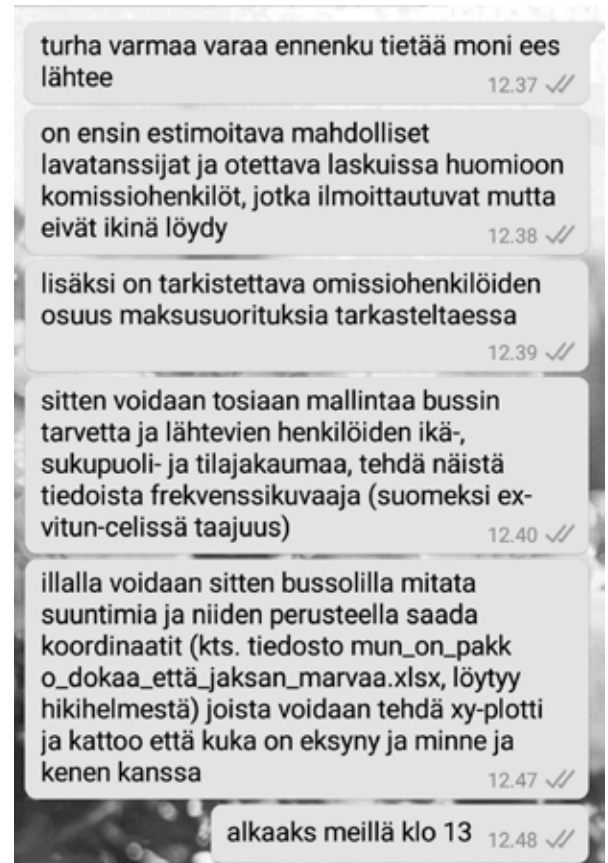 turha varmaa varaa ennenku tietää moni ees
lähtee
12.37
on ensin estimoitava mahdolliset
lavatanssijat ja otettava laskuissa huomioon
komissiohenkilöt, jotka ilmoittautuvat mutta
eivät ikinä löydy
12.38
lisäksi on tarkistettava omissiohenkilöiden
osuus maksusuorituksia tarkasteltaessa
12.39
sitten voidaan tosiaan mallintaa bussin
tarvetta ja lähtevien henkilöiden ikä-,
sukupuoli- ja tilajakaumaa, tehdä näistä
tiedoista frekvenssikuvaaja (suomeksi ex-
vitun-celissä taajuus)
12.40
illalla voidaan sitten bussolilla mitata
suuntimia ja niiden perusteella saada
koordinaatit (kts. tiedosto mun_on_pakk
o_dokaa_että_jaksan_marvaa.xlsx, löytyy
hikihelmestä) joista voidaan tehdä xy-plotti
ja kattoo että kuka on eksyny ja minne ja
kenen kanssa
12.47
alkaaks meillä klo 13 12.48